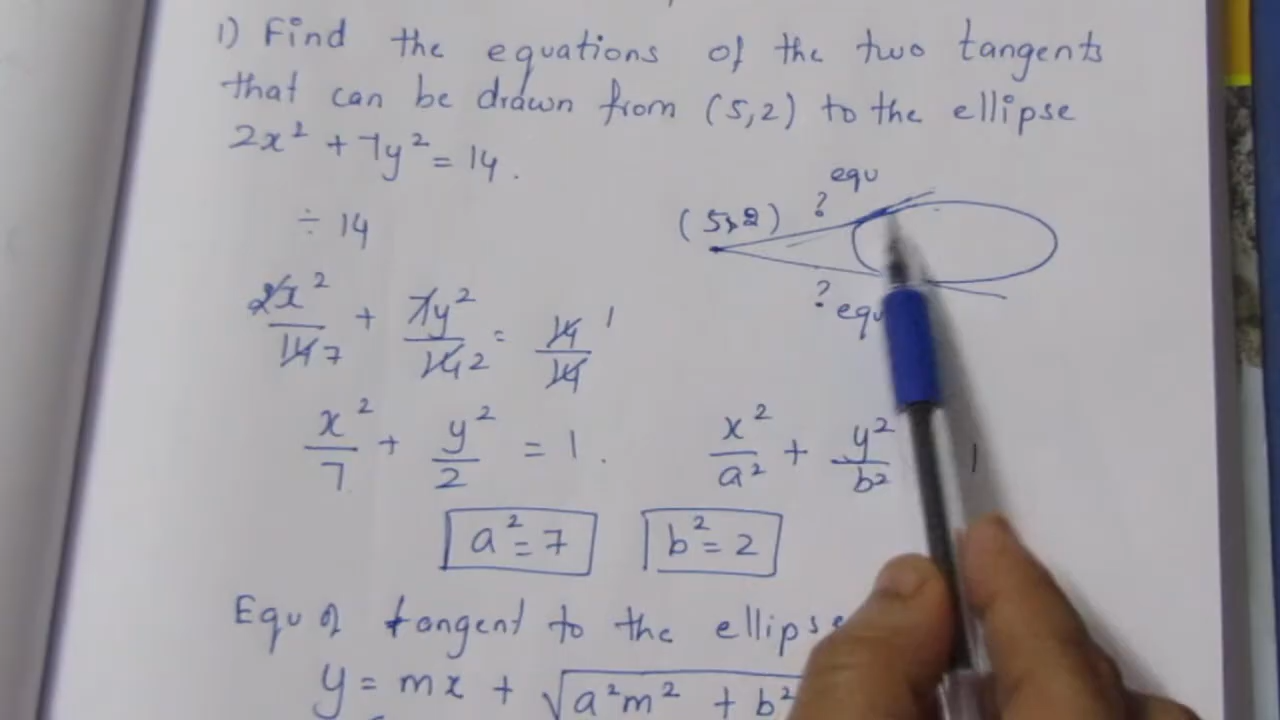 1) Find the equations of the two tangents
that can be drawn from (5,2) to the ellipse
2x² + 7y² = 14.
÷ 14
equ
?
(5,2)
?
equ
2x²/14 7 + 7y²/14 2 = 14/14 1
x²/7 + y²/2 = 1.
x²/a² + y²/b² 1
a² = 7
b² = 2
Equ of tangent to the ellipse
y = mx + √a²m² + b²